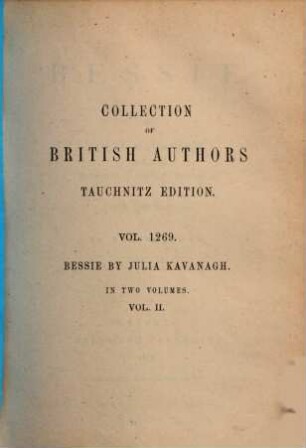 COLLECTION
OF
BRITISH AUTHORS
TAUCHNITZ EDITION.
VOL. 1269.
BESSIE BY JULIA KAVANAGH.
IN TWO VOLUMES.
VOL. II.